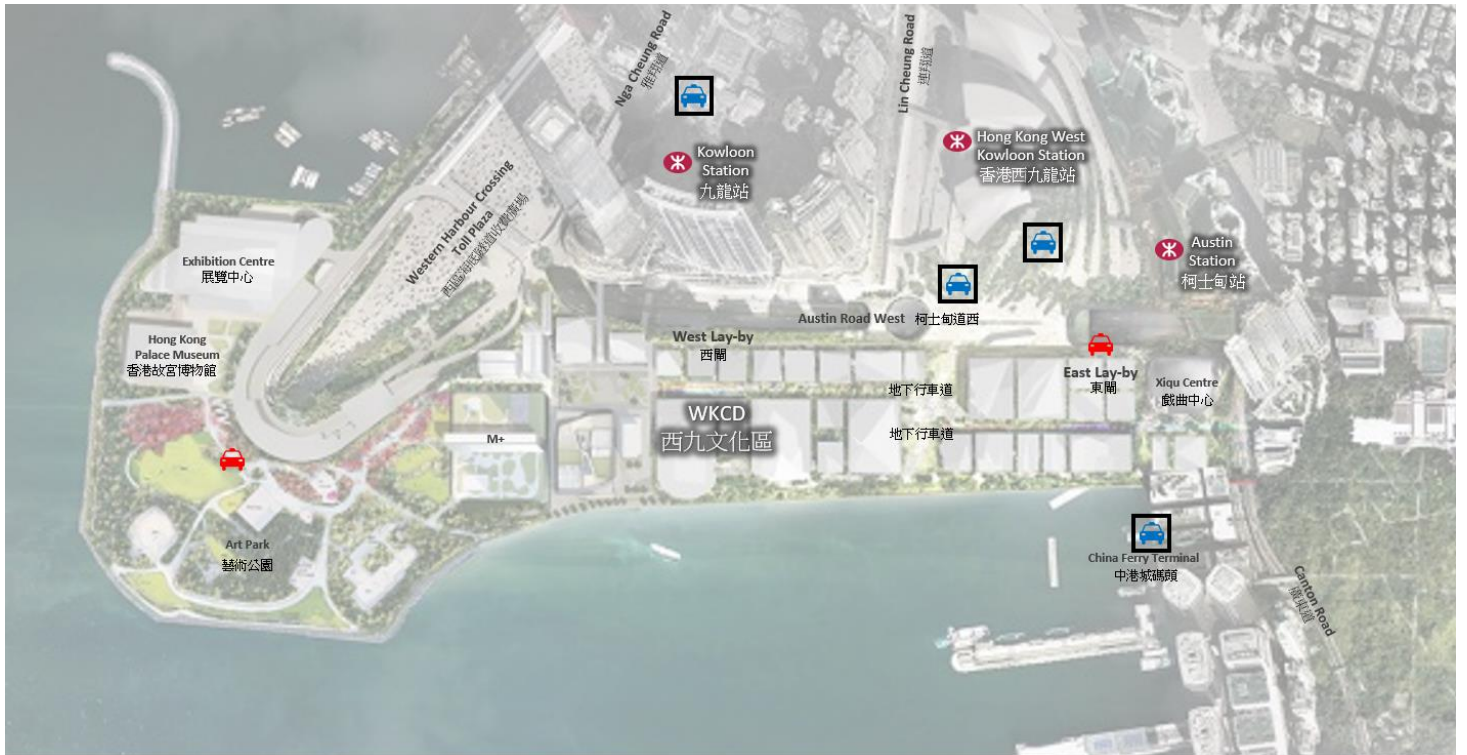 Nga Cheung Road
雅翔道
Lin Cheung Road
連翔道
Kowloon
Station
九龍站
Hong Kong West
Kowloon Station
香港西九龍站
Western Harbour Crossing
Toll Plaza
西區海底隧道收費廣場
Austin
Station
柯士甸站
Exhibition Centre
展覽中心
Austin Road West 柯士甸道西
Hong Kong
Palace Museum
香港故宮博物館
West Lay-by
西閘
East Lay-by
東閘
Xiqu Centre
戲曲中心
地下行車道
WKCD
西九文化區
地下行車道
M+
Art Park
藝術公園
China Ferry Terminal
中港城碼頭
Canton Road
廣東道